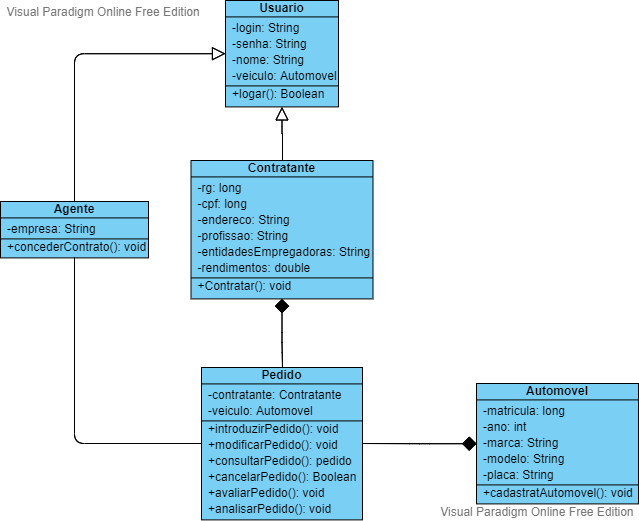 Visual Paradigm Online Free Edition
Usuario
-login: String
-senha: String
-nome: String
-veiculo: Automovel
+logar(): Boolean
Contratante
-rg: long
-cpf: long
-endereco: String
-profissao: String
-entidadesEmpregadoras: String
-rendimentos: double
+Contratar(): void
Agente
-empresa: String
+concederContrato(): void
Pedido
-contratante: Contratante
-veiculo: Automovel
+introduzirPedido(): void
+modificarPedido(): void
+consultarPedido(): pedido
+cancelarPedido(): Boolean
+avaliarPedido(): void
+analisarPedido(): void
Automovel
-matricula: long
-ano: int
-marca: String
-modelo: String
-placa: String
+cadastratAutomovel(): void
Visual Paradigm Online Free Edition